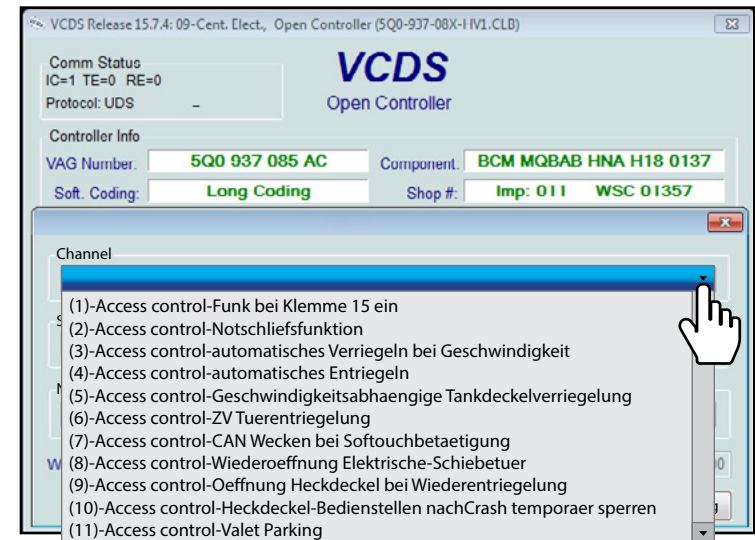 VCDS Release 15.7.4: 09-Cent. Elect., Open Controller (5Q0-937-08X-HV1.CLB)
Comm Status
IC=1 TE=0 RE=0
Protocol: UDS
VCDS
Open Controller
Controller Info
VAG Number: 5Q0 937 085 AC Component: BCM MQBAB HNA H18 0137
Soft. Coding: Long Coding Shop #: Imp: 011 WSC 01357
Channel
(1)-Access control-Funk bei Klemme 15 ein
(2)-Access control-Notschliefsfunktion
(3)-Access control-automatisches Verriegeln bei Geschwindigkeit
(4)-Access control-automatisches Entriegeln
(5)-Access control-Geschwindigkeitsabhaengige Tankdeckelverriegelung
(6)-Access control-ZV Tuerentriegelung
(7)-Access control-CAN Wecken bei Softouchbetaetigung
(8)-Access control-Wiederoeffnung Elektrische-Schiebetuer
(9)-Access control-Oeffnung Heckdeckel bei Wiederentriegelung
(10)-Access control-Heckdeckel-Bedienstellen nachCrash temporaer sperren
(11)-Access control-Valet Parking